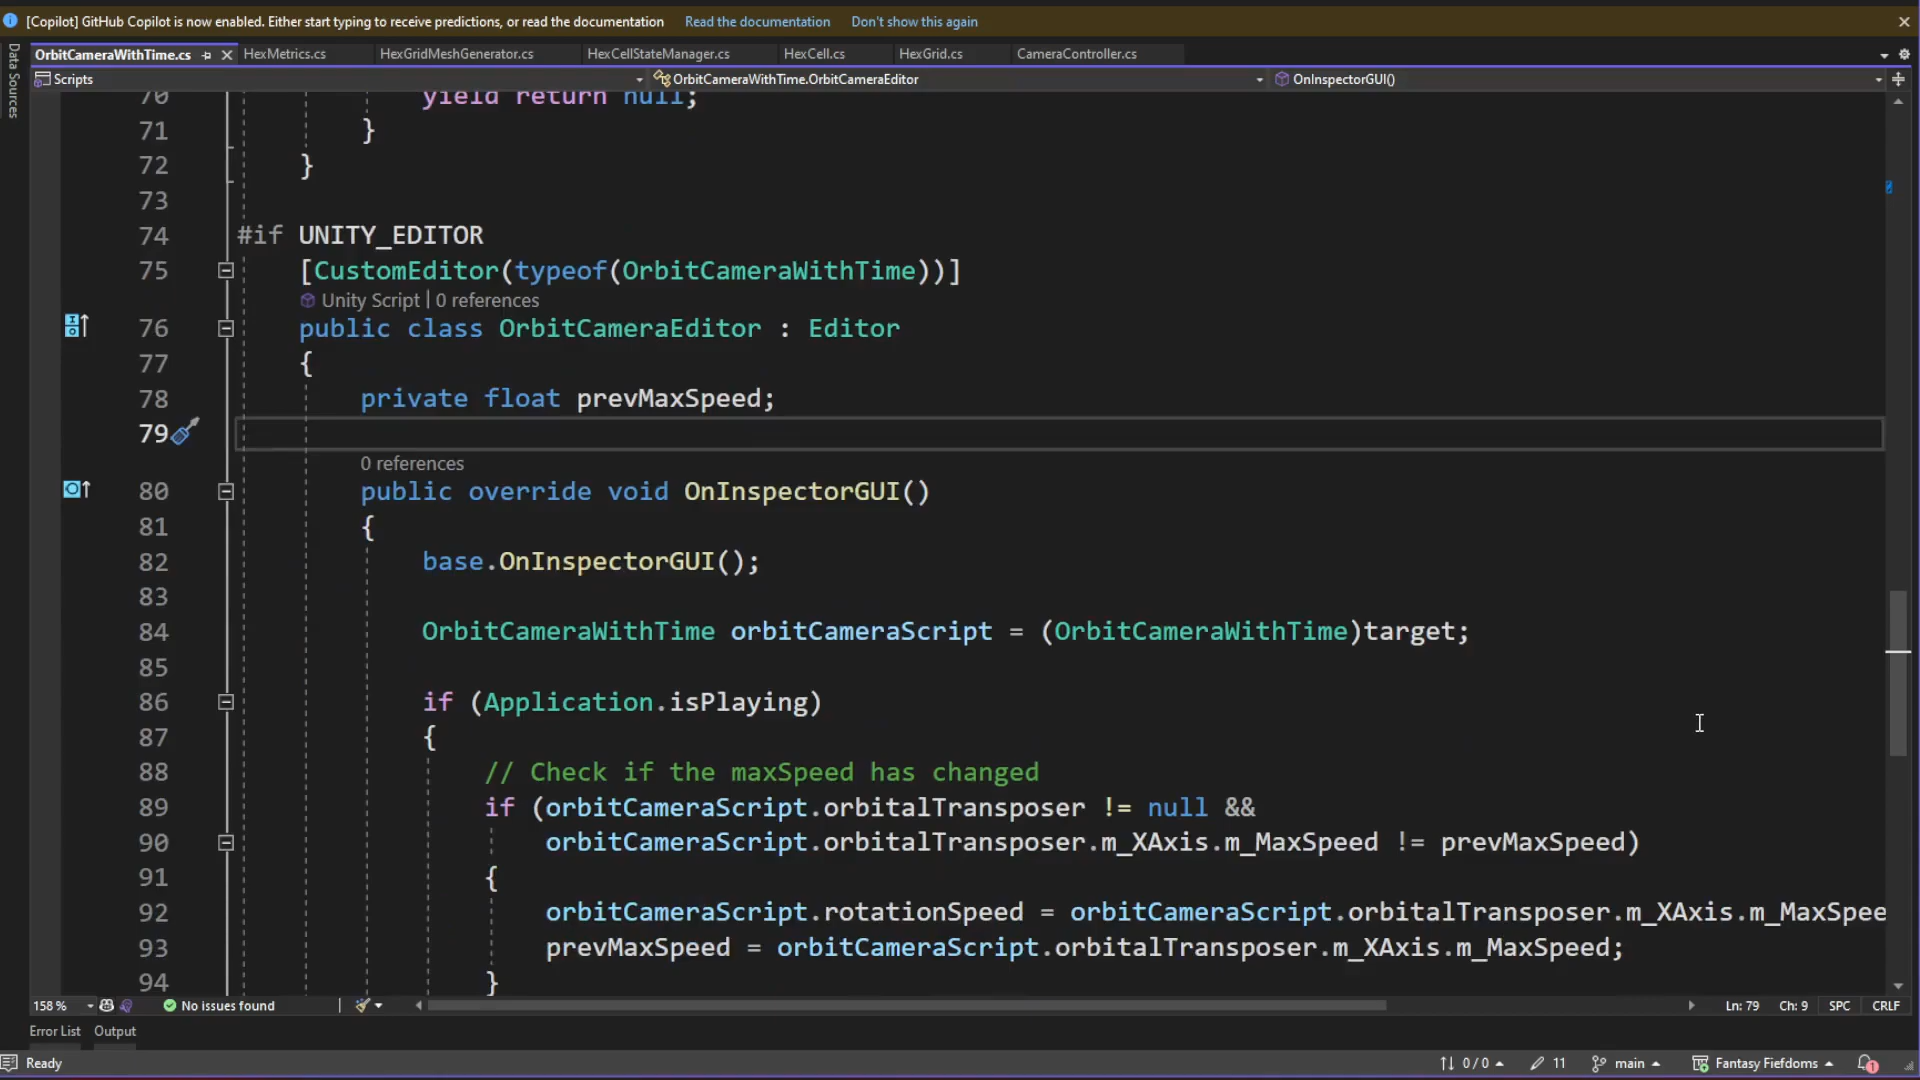 [Copilot] GitHub Copilot is now enabled. Either start typing to receive predictions, or read the documentation Read the documentation Don't show this again
Data Sources
OrbitCameraWithTime.cs HexMetrics.cs HexGridMeshGenerator.cs HexCellStateManager.cs HexCell.cs HexGrid.cs CameraController.cs
Scripts OrbitCameraWithTime.OrbitCameraEditor OnInspectorGUI()
70 yield return null;
71 }
72 }
73
74 #if UNITY_EDITOR
75 [CustomEditor(typeof(OrbitCameraWithTime))]
Unity Script | 0 references
76 public class OrbitCameraEditor : Editor
77 {
78 private float prevMaxSpeed;
79
0 references
80 public override void OnInspectorGUI()
81 {
82 base.OnInspectorGUI();
83
84 OrbitCameraWithTime orbitCameraScript = (OrbitCameraWithTime)target;
85
86 if (Application.isPlaying)
87 {
88 // Check if the maxSpeed has changed
89 if (orbitCameraScript.orbitalTransposer != null &&
90 orbitCameraScript.orbitalTransposer.m_XAxis.m_MaxSpeed != prevMaxSpeed)
91 {
92 orbitCameraScript.rotationSpeed = orbitCameraScript.orbitalTransposer.m_XAxis.m_MaxSpee
93 prevMaxSpeed = orbitCameraScript.orbitalTransposer.m_XAxis.m_MaxSpeed;
94 }
158 % No issues found Ln: 79 Ch: 9 SPC CRLF
Error List Output
Ready 0 / 0 11 main Fantasy Fiefdoms 1